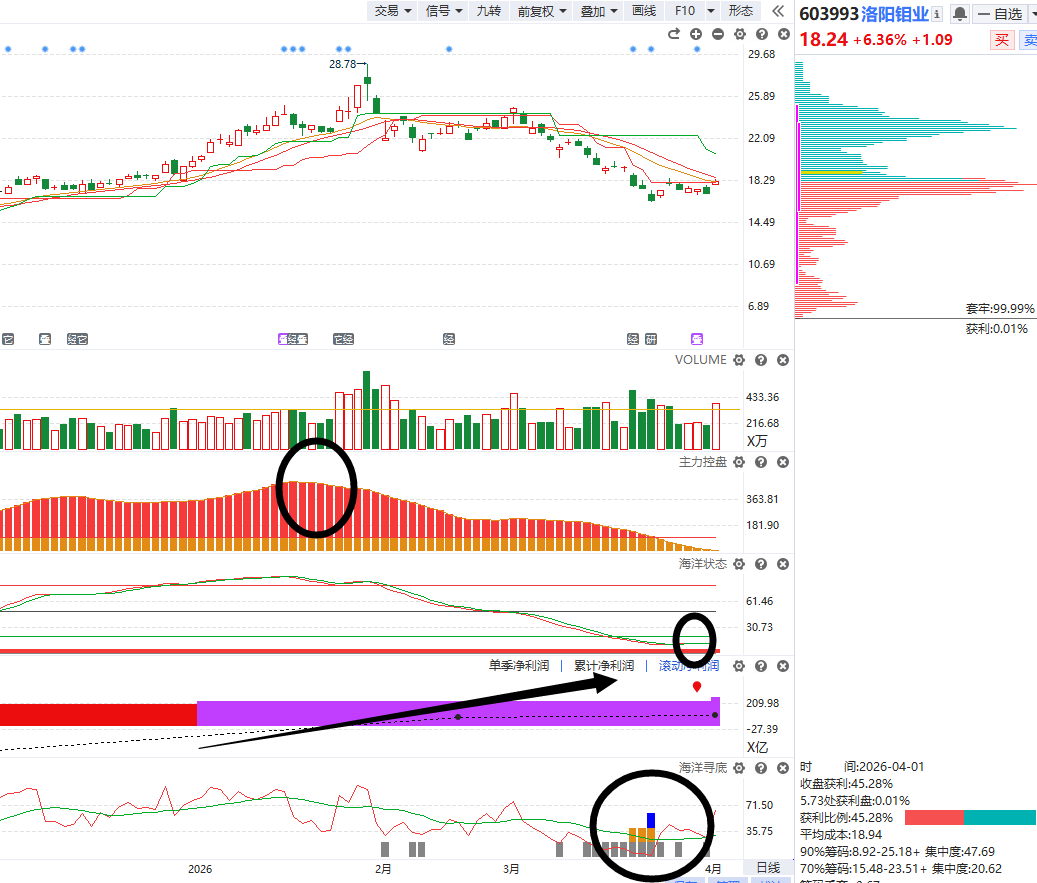 交易 信号 九转 前复权 叠加 画线 F10 形态
603993 洛阳钼业 自选
18.24 +6.36% +1.09 买 卖
28.78
29.68
25.89
22.09
18.29
14.49
10.69
6.89
套牢:99.99%
获利:0.01%
VOLUME
433.36
216.68
X万
主力控盘
363.81
181.90
海洋状态
61.46
30.73
单季净利润 | 累计净利润 | 滚动净利润
209.98
-27.39
X亿
海洋寻底
71.50
35.75
2026 2月 3月 4月 日线
时 间:2026-04-01
收盘获利:45.28%
5.73处获利盘:0.01%
获利比例:45.28%
平均成本:18.94
90%筹码:8.92-25.18+ 集中度:47.69
70%筹码:15.48-23.51+ 集中度:20.62